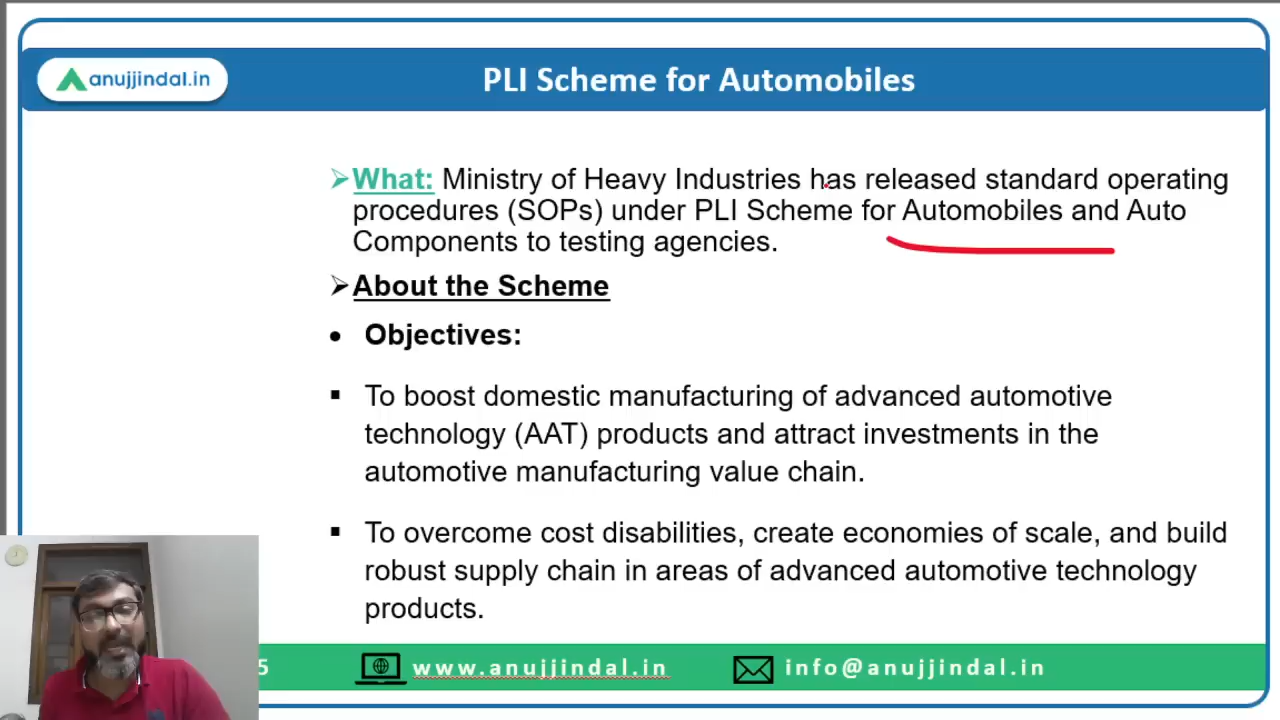 anujjindal.in
PLI Scheme for Automobiles
What: Ministry of Heavy Industries has released standard operating
procedures (SOPs) under PLI Scheme for Automobiles and Auto
Components to testing agencies.
About the Scheme
Objectives:
To boost domestic manufacturing of advanced automotive
technology (AAT) products and attract investments in the
automotive manufacturing value chain.
To overcome cost disabilities, create economies of scale, and build
robust supply chain in areas of advanced automotive technology
products.
5 www.anujjindal.in info@anujjindal.in